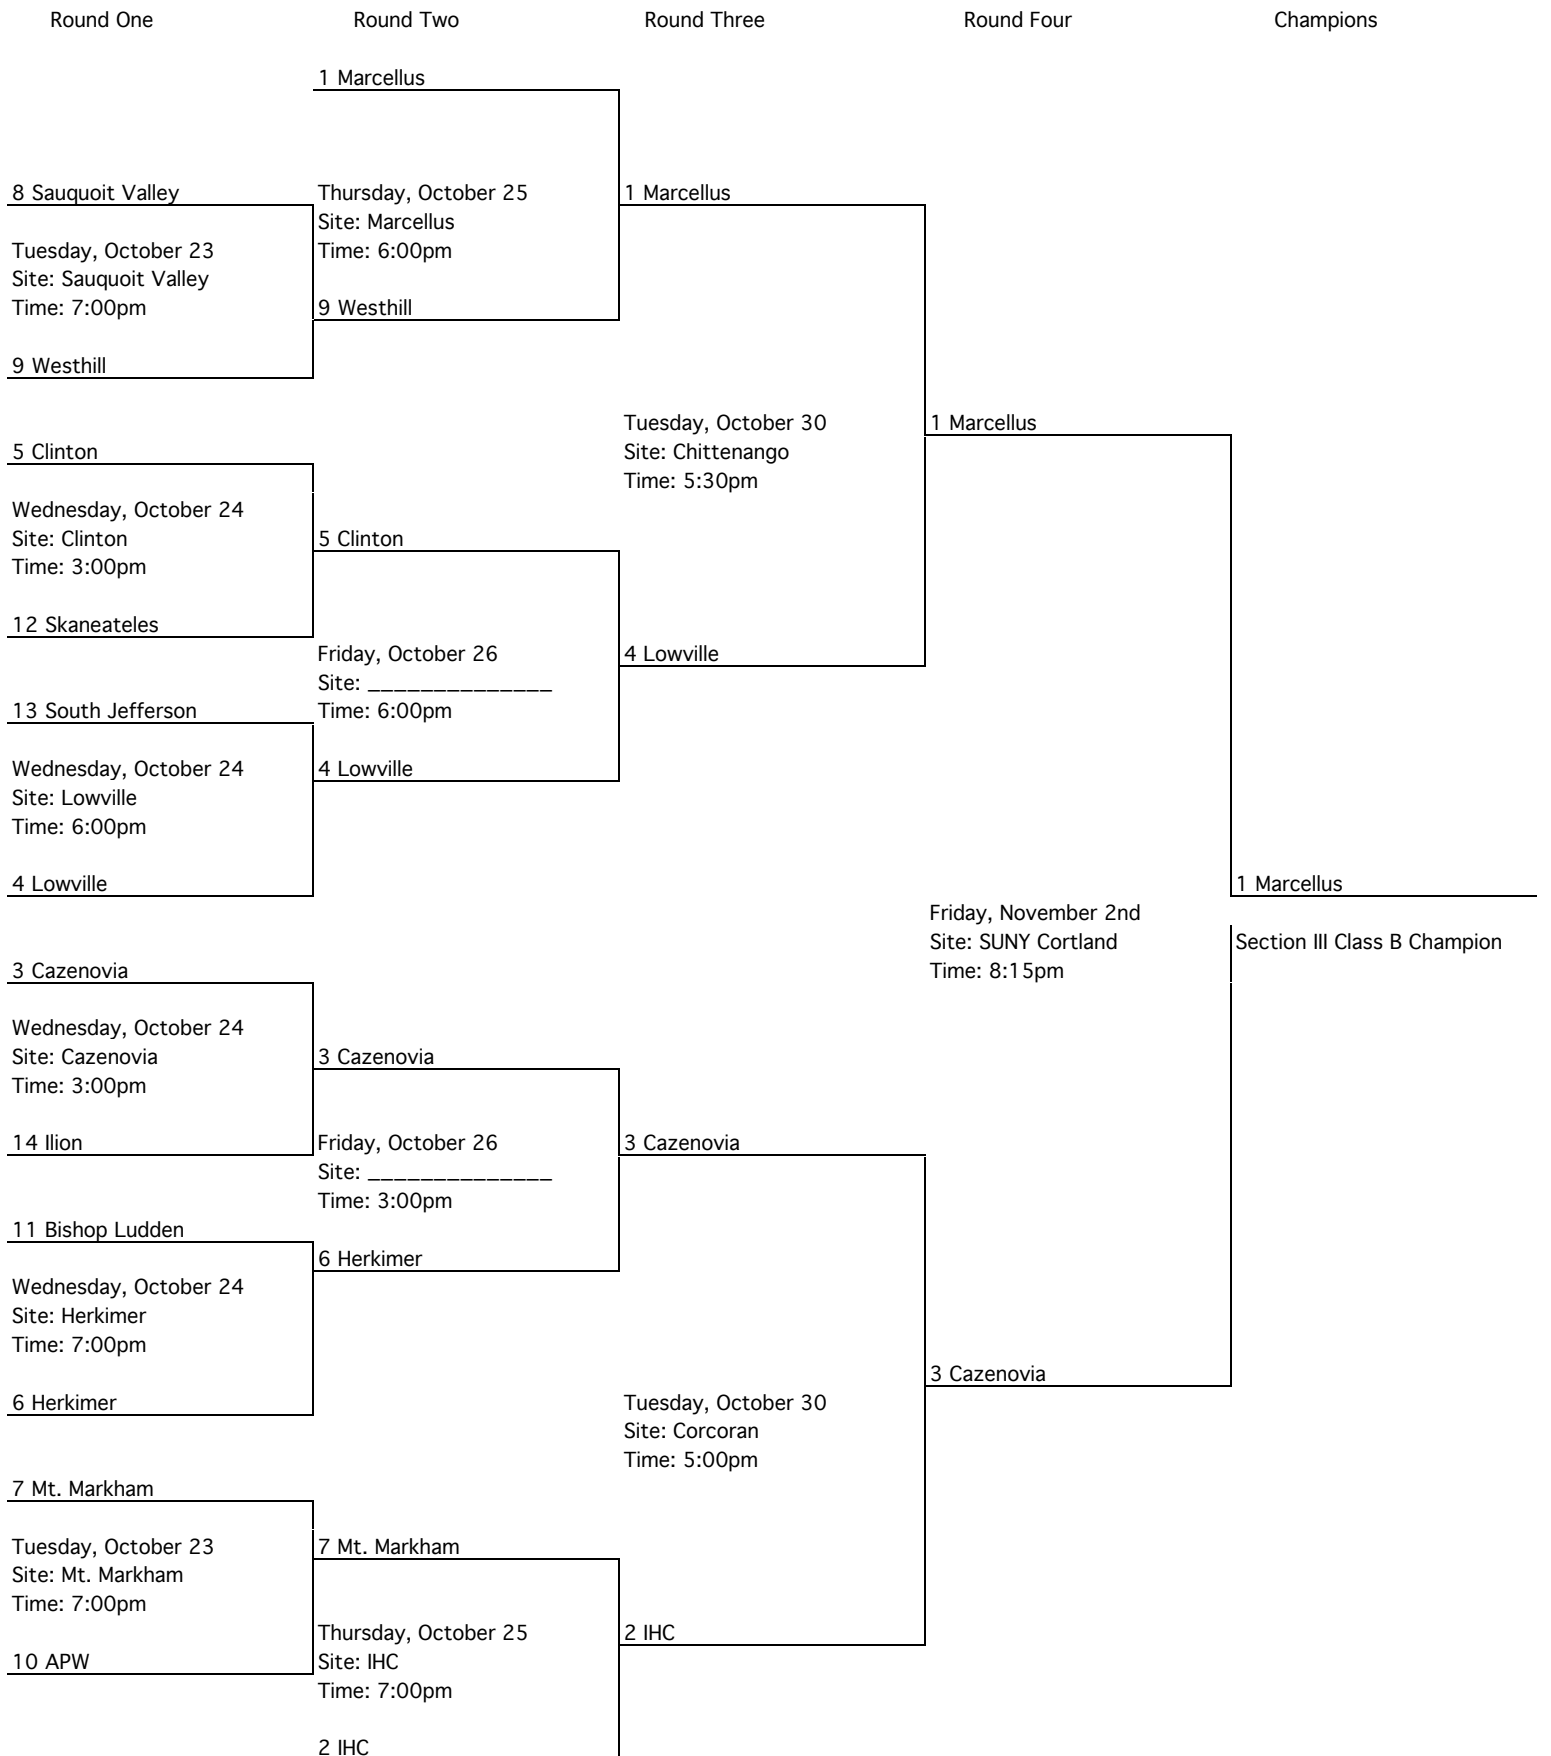 Round One
Round Two
Round Three
Round Four
Champions
1 Marcellus
8 Sauquoit Valley
Tuesday, October 23
Site: Sauquoit Valley
Time: 7:00pm
9 Westhill
Thursday, October 25
Site: Marcellus
Time: 6:00pm
9 Westhill
1 Marcellus
5 Clinton
Wednesday, October 24
Site: Clinton
Time: 3:00pm
12 Skaneateles
5 Clinton
Tuesday, October 30
Site: Chittenango
Time: 5:30pm
1 Marcellus
13 South Jefferson
Wednesday, October 24
Site: Lowville
Time: 6:00pm
4 Lowville
Friday, October 26
Site: ______________
Time: 6:00pm
4 Lowville
4 Lowville
Friday, November 2nd
Site: SUNY Cortland
Time: 8:15pm
1 Marcellus
Section III Class B Champion
3 Cazenovia
Wednesday, October 24
Site: Cazenovia
Time: 3:00pm
14 Ilion
3 Cazenovia
Friday, October 26
Site: ______________
Time: 3:00pm
6 Herkimer
3 Cazenovia
11 Bishop Ludden
Wednesday, October 24
Site: Herkimer
Time: 7:00pm
6 Herkimer
Tuesday, October 30
Site: Corcoran
Time: 5:00pm
3 Cazenovia
7 Mt. Markham
Tuesday, October 23
Site: Mt. Markham
Time: 7:00pm
10 APW
7 Mt. Markham
Thursday, October 25
Site: IHC
Time: 7:00pm
2 IHC
2 IHC